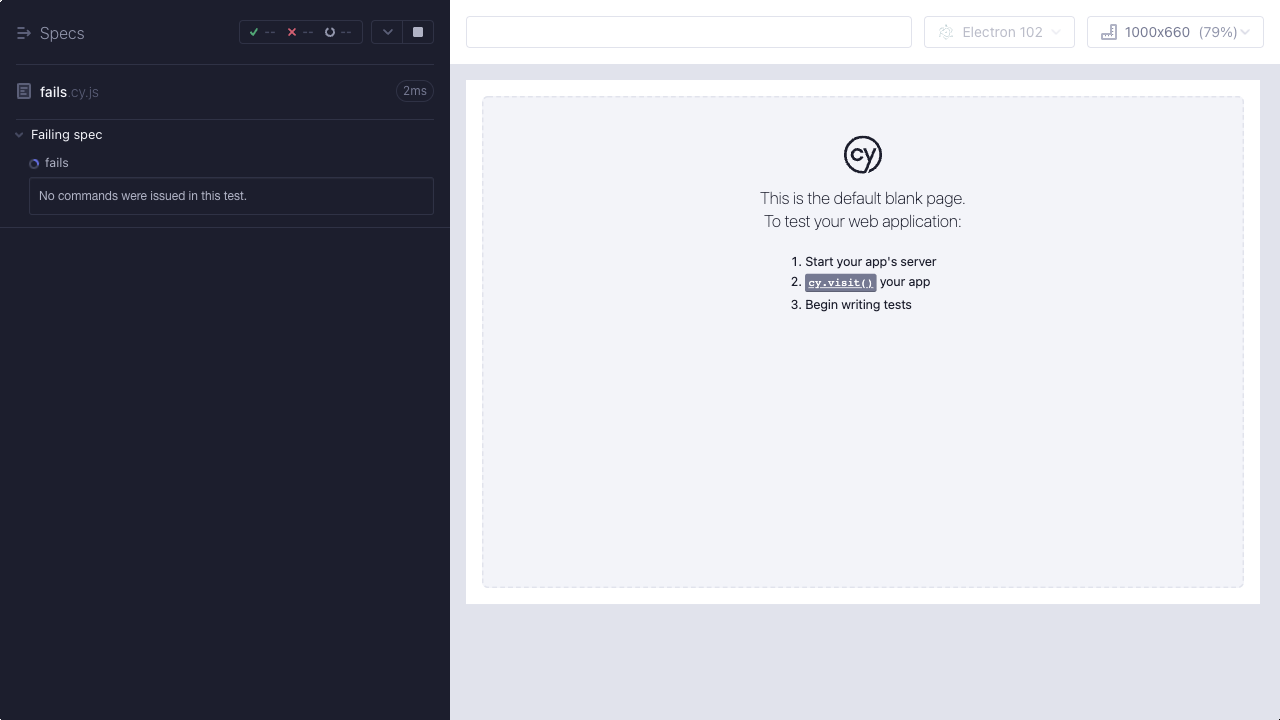 Specs
--
--
--
Electron 102
1000x660 (79%)
fails.cy.js
2ms
Failing spec
fails
No commands were issued in this test.
cy
This is the default blank page.
To test your web application:
1. Start your app's server
2. cy.visit() your app
3. Begin writing tests